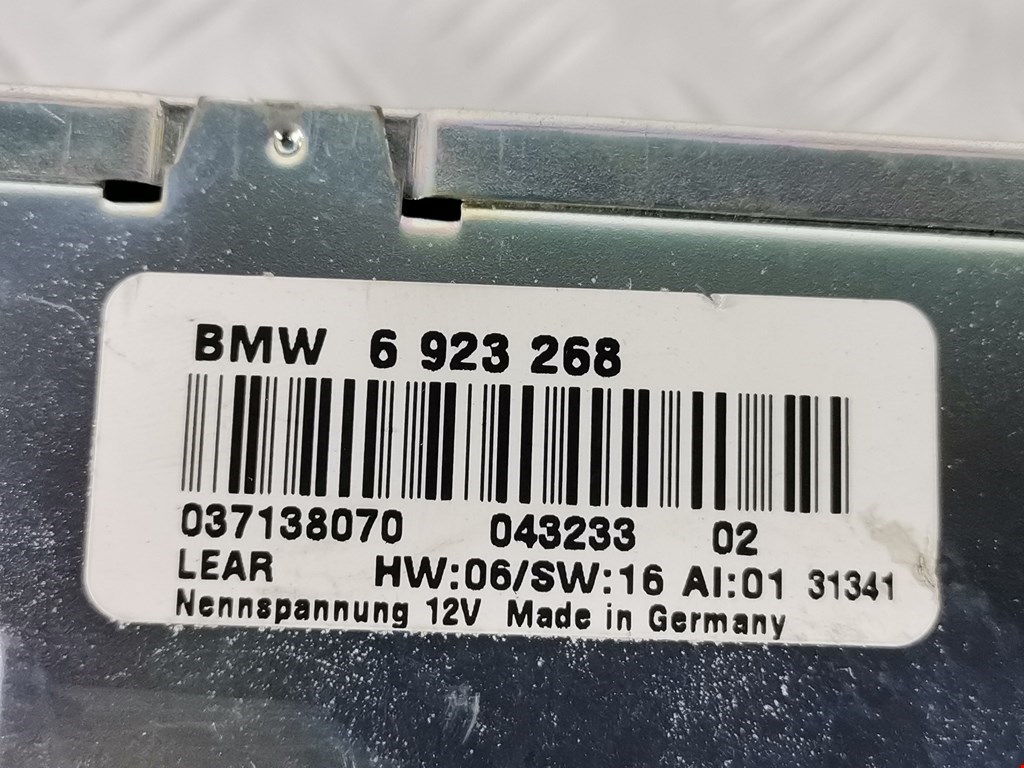 BMW 6 923 268
037138070 043233 02
LEAR HW:06/SW:16 AI:01 31341
Nennspannung 12V Made in Germany